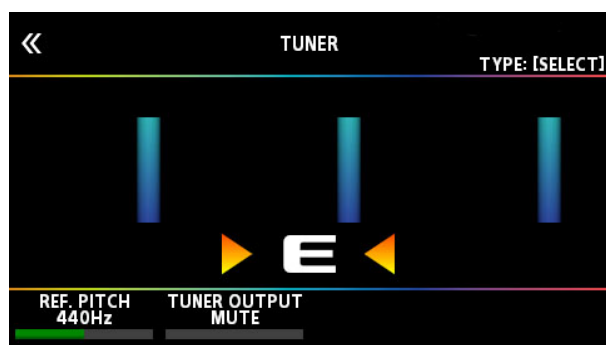 TUNER
TYPE: [SELECT]
E
REF. PITCH
440Hz
TUNER OUTPUT
MUTE